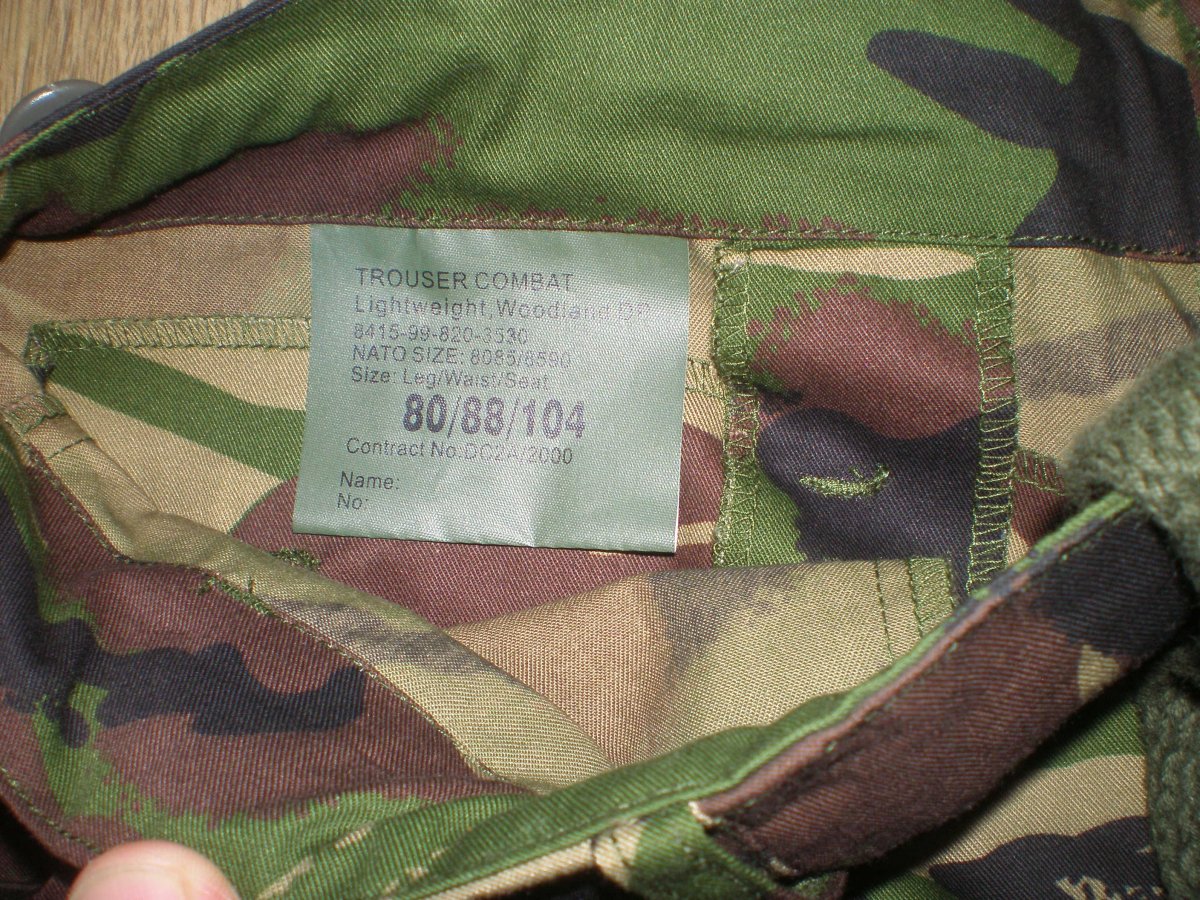 TROUSER COMBAT
Lightweight,Woodland DP
8415-99-820-3530
NATO SIZE: 8085/8590
Size: Leg/Waist/Seat
80/88/104
Contract No.DC2A/2000
Name:
No: